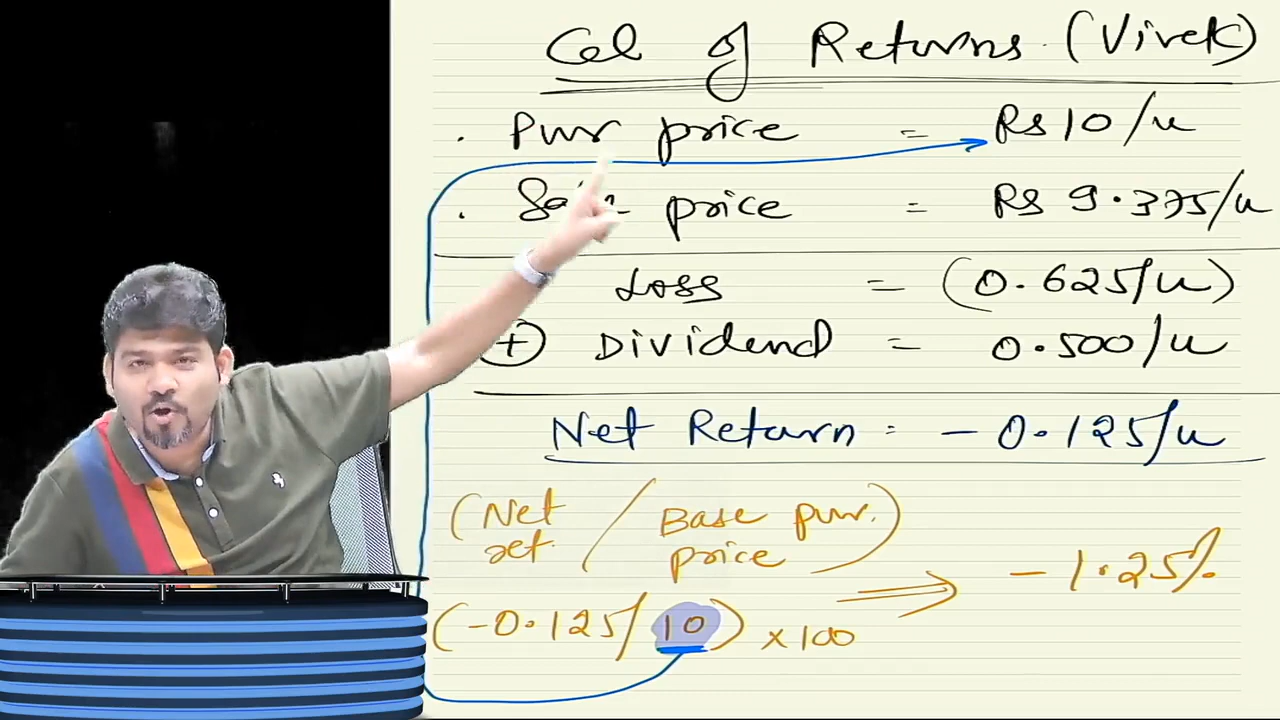 Cal of Returns (Vivek)
. Pur price = Rs 10/u
. Sale price = Rs 9.375/u
Loss = (0.625/u)
(+) Dividend = 0.500/u
Net Return = - 0.125/u
(Net ret. / Base pur. price) ⇒ - 1.25%
(-0.125/10) x 100